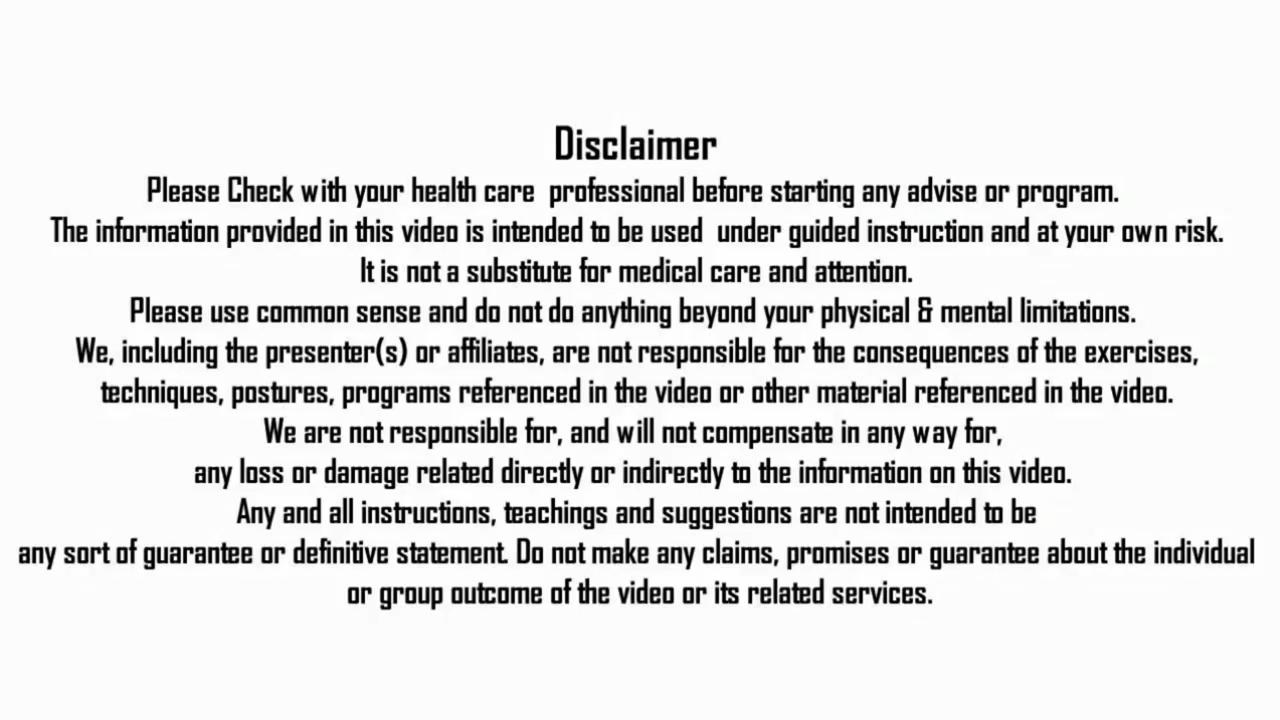 Disclaimer
Please Check with your health care professional before starting any advise or program.
The information provided in this video is intended to be used under guided instruction and at your own risk.
It is not a substitute for medical care and attention.
Please use common sense and do not do anything beyond your physical & mental limitations.
We, including the presenter(s) or affiliates, are not responsible for the consequences of the exercises,
techniques, postures, programs referenced in the video or other material referenced in the video.
We are not responsible for, and will not compensate in any way for,
any loss or damage related directly or indirectly to the information on this video.
Any and all instructions, teachings and suggestions are not intended to be
any sort of guarantee or definitive statement. Do not make any claims, promises or guarantee about the individual
or group outcome of the video or its related services.